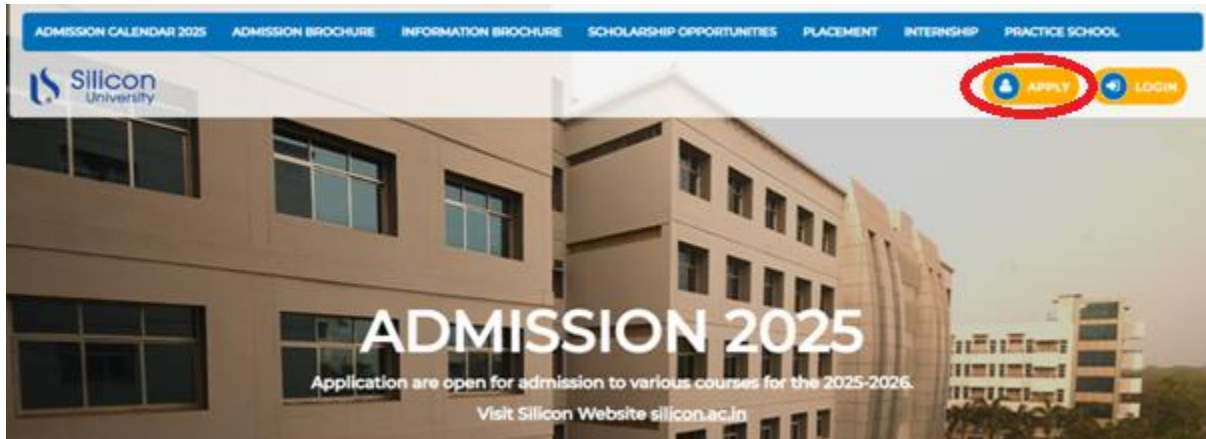 ADMISSION CALENDAR 2025 ADMISSION BROCHURE INFORMATION BROCHURE SCHOLARSHIP OPPORTUNITIES PLACEMENT INTERNSHIP PRACTICE SCHOOL
Silicon
University
APPLY LOGIN
ADMISSION 2025
Application are open for admission to various courses for the 2025-2026.
Visit Silicon Website silicon.ac.in